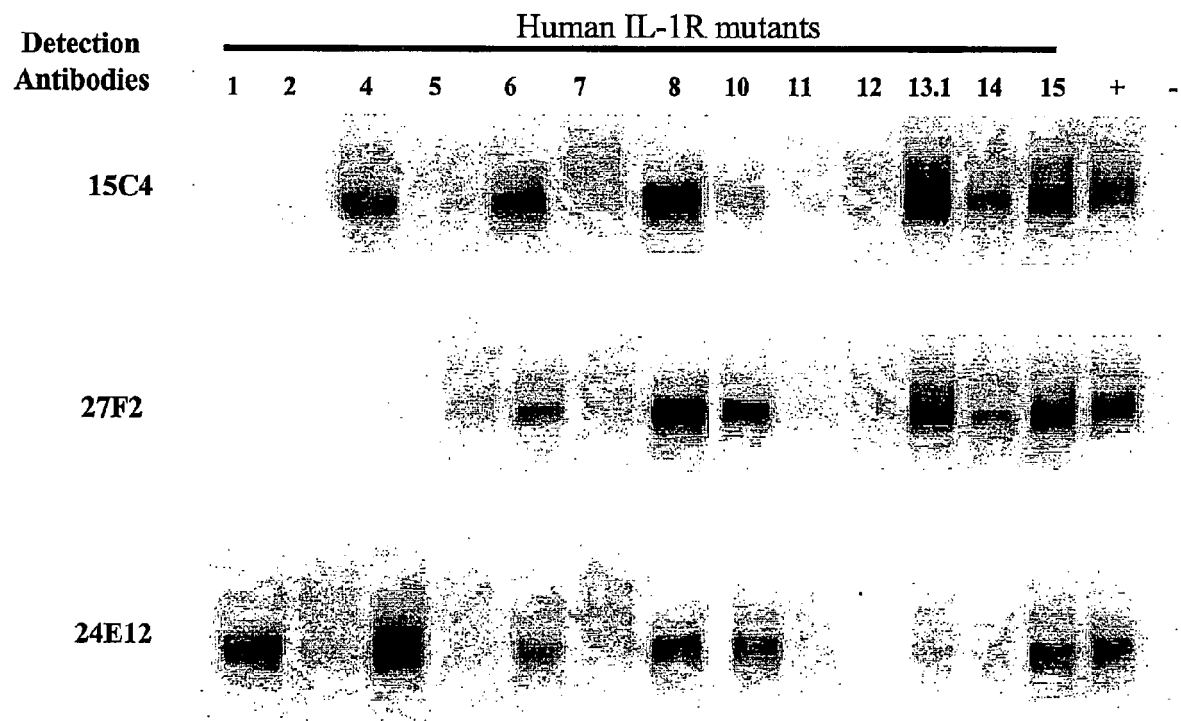 Human IL-1R mutants
Detection
Antibodies
1 2 4 5 6 7 8 10 11 12 13.1 14 15 + -
15C4
27F2
24E12